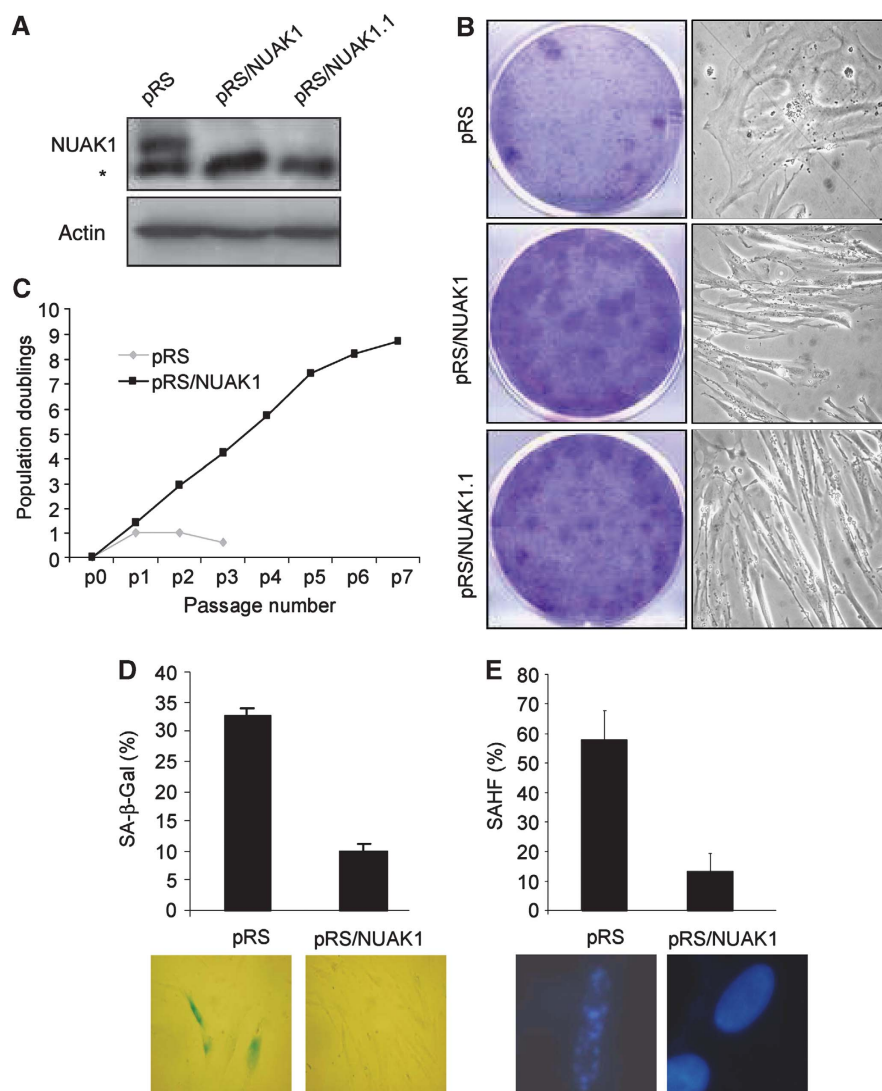 A
pRS
pRS/NUAK1
pRS/NUAK1.1
NUAK1
*
Actin
B
pRS
pRS/NUAK1
pRS/NUAK1.1
C
Population doublings
10
9
8
7
6
5
4
3
2
1
0
pRS
pRS/NUAK1
p0 p1 p2 p3 p4 p5 p6 p7
Passage number
D
SA-β-Gal (%)
40
35
30
25
20
15
10
5
0
pRS pRS/NUAK1
E
SAHF (%)
80
70
60
50
40
30
20
10
0
pRS pRS/NUAK1